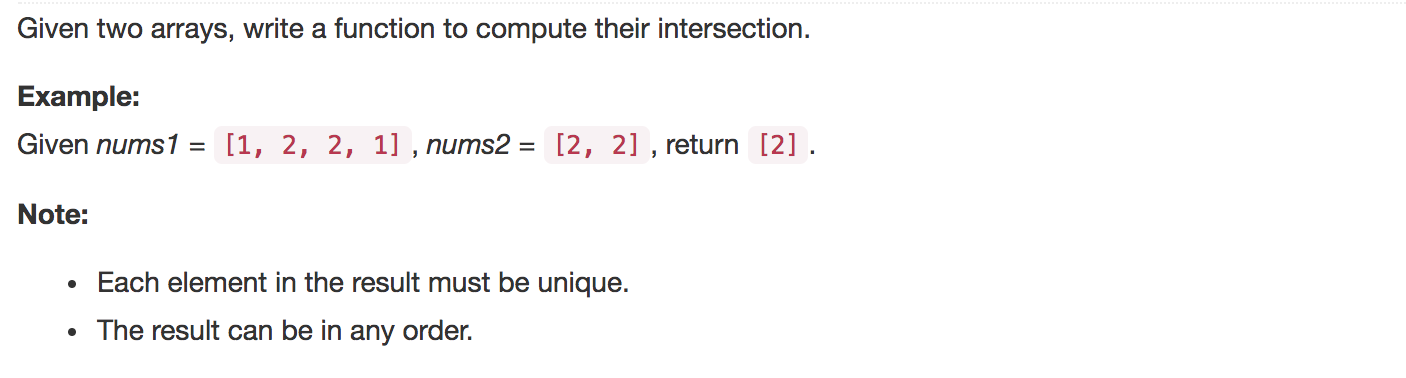 Given two arrays, write a function to compute their intersection.
Example:
Given nums1 = [1, 2, 2, 1], nums2 = [2, 2], return [2].
Note:
• Each element in the result must be unique.
• The result can be in any order.